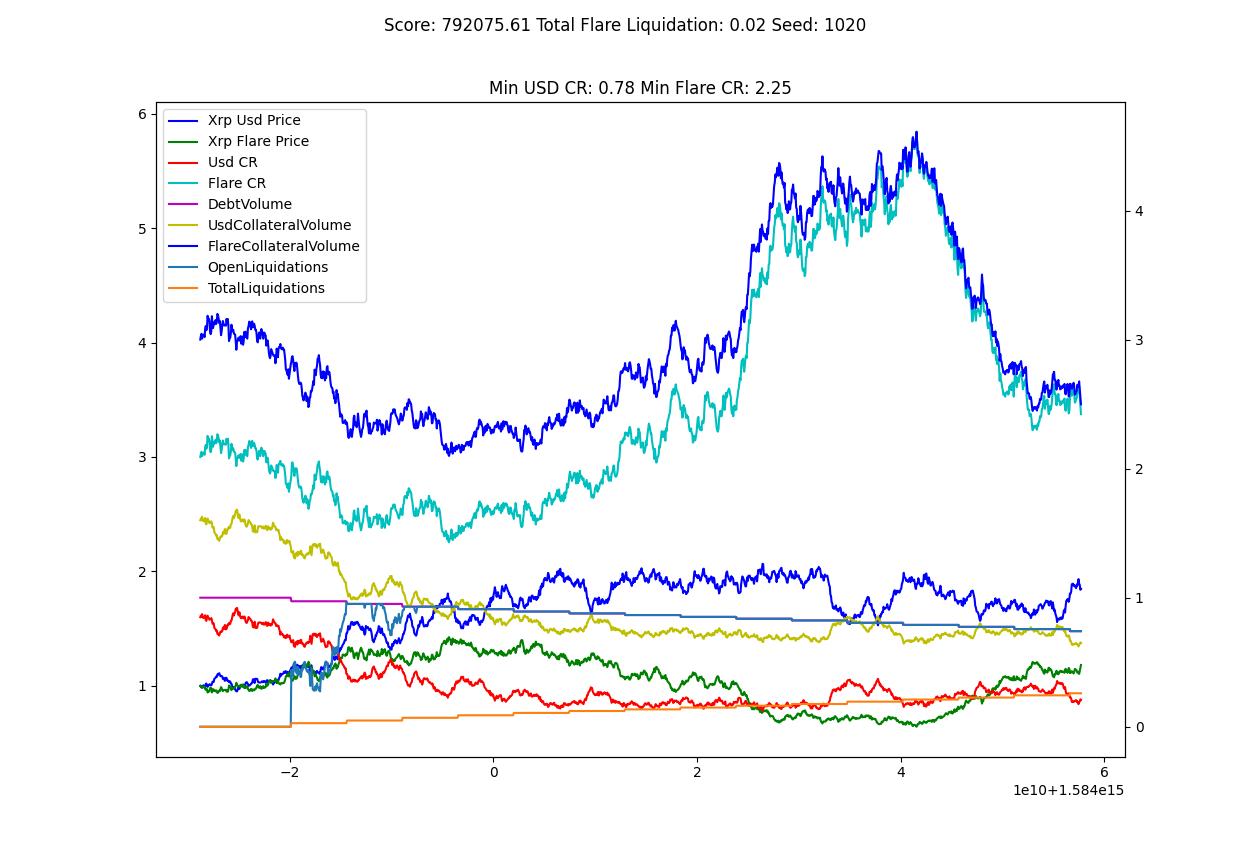 Score: 792075.61 Total Flare Liquidation: 0.02 Seed: 1020
Min USD CR: 0.78 Min Flare CR: 2.25
Xrp Usd Price
Xrp Flare Price
Usd CR
Flare CR
DebtVolume
UsdCollateralVolume
FlareCollateralVolume
OpenLiquidations
TotalLiquidations
6
5
4
3
2
1
4
3
2
1
0
−2 0 2 4 6
1e10+1.584e15